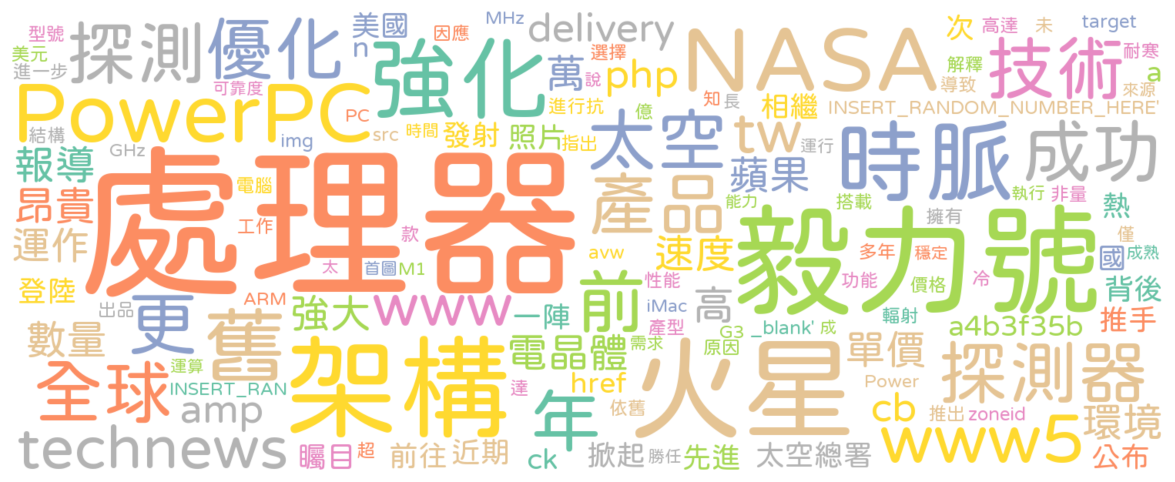 型號 探測 優化 美國 n MHz 因應 delivery NASA 次 高達 未 target
美元 進一步 可靠度 強化 萬 選擇 說 php 技術 解釋 導致 耐寒 a 來源
PowerPC PC 進行抗 億 知 長 相繼 INSERT_RANDOM_NUMBER_HERE'
結構 GHz img src 時間 發射 照片 指出 太空 tw 運行 時脈 成功
報導 處理器 電腦 產品 蘋果 能力 搭載 擁有 執行 非量 熱
昂貴 工作 款 avw 速度 毅力號 多年 穩定 僅
運作 太 首圖 M1 性能 功能 價格 冷 國 成熟
登陸 出品 ARM 強大 www 一陣 前 iMac 高 輻射 背後
更 舊 產型 G3 _blank' 成 a4b3f35b 推手
數量 運算 架構 電晶體 需求 火星 原因 單價 探測器
全球 INSERT_RAN 達 href 依舊 Power
amp 年 cb 推出 zoneid 環境
technews 矚目 超 前往 近期 ck 掀起 勝任 先進 太空總署 www5 公布